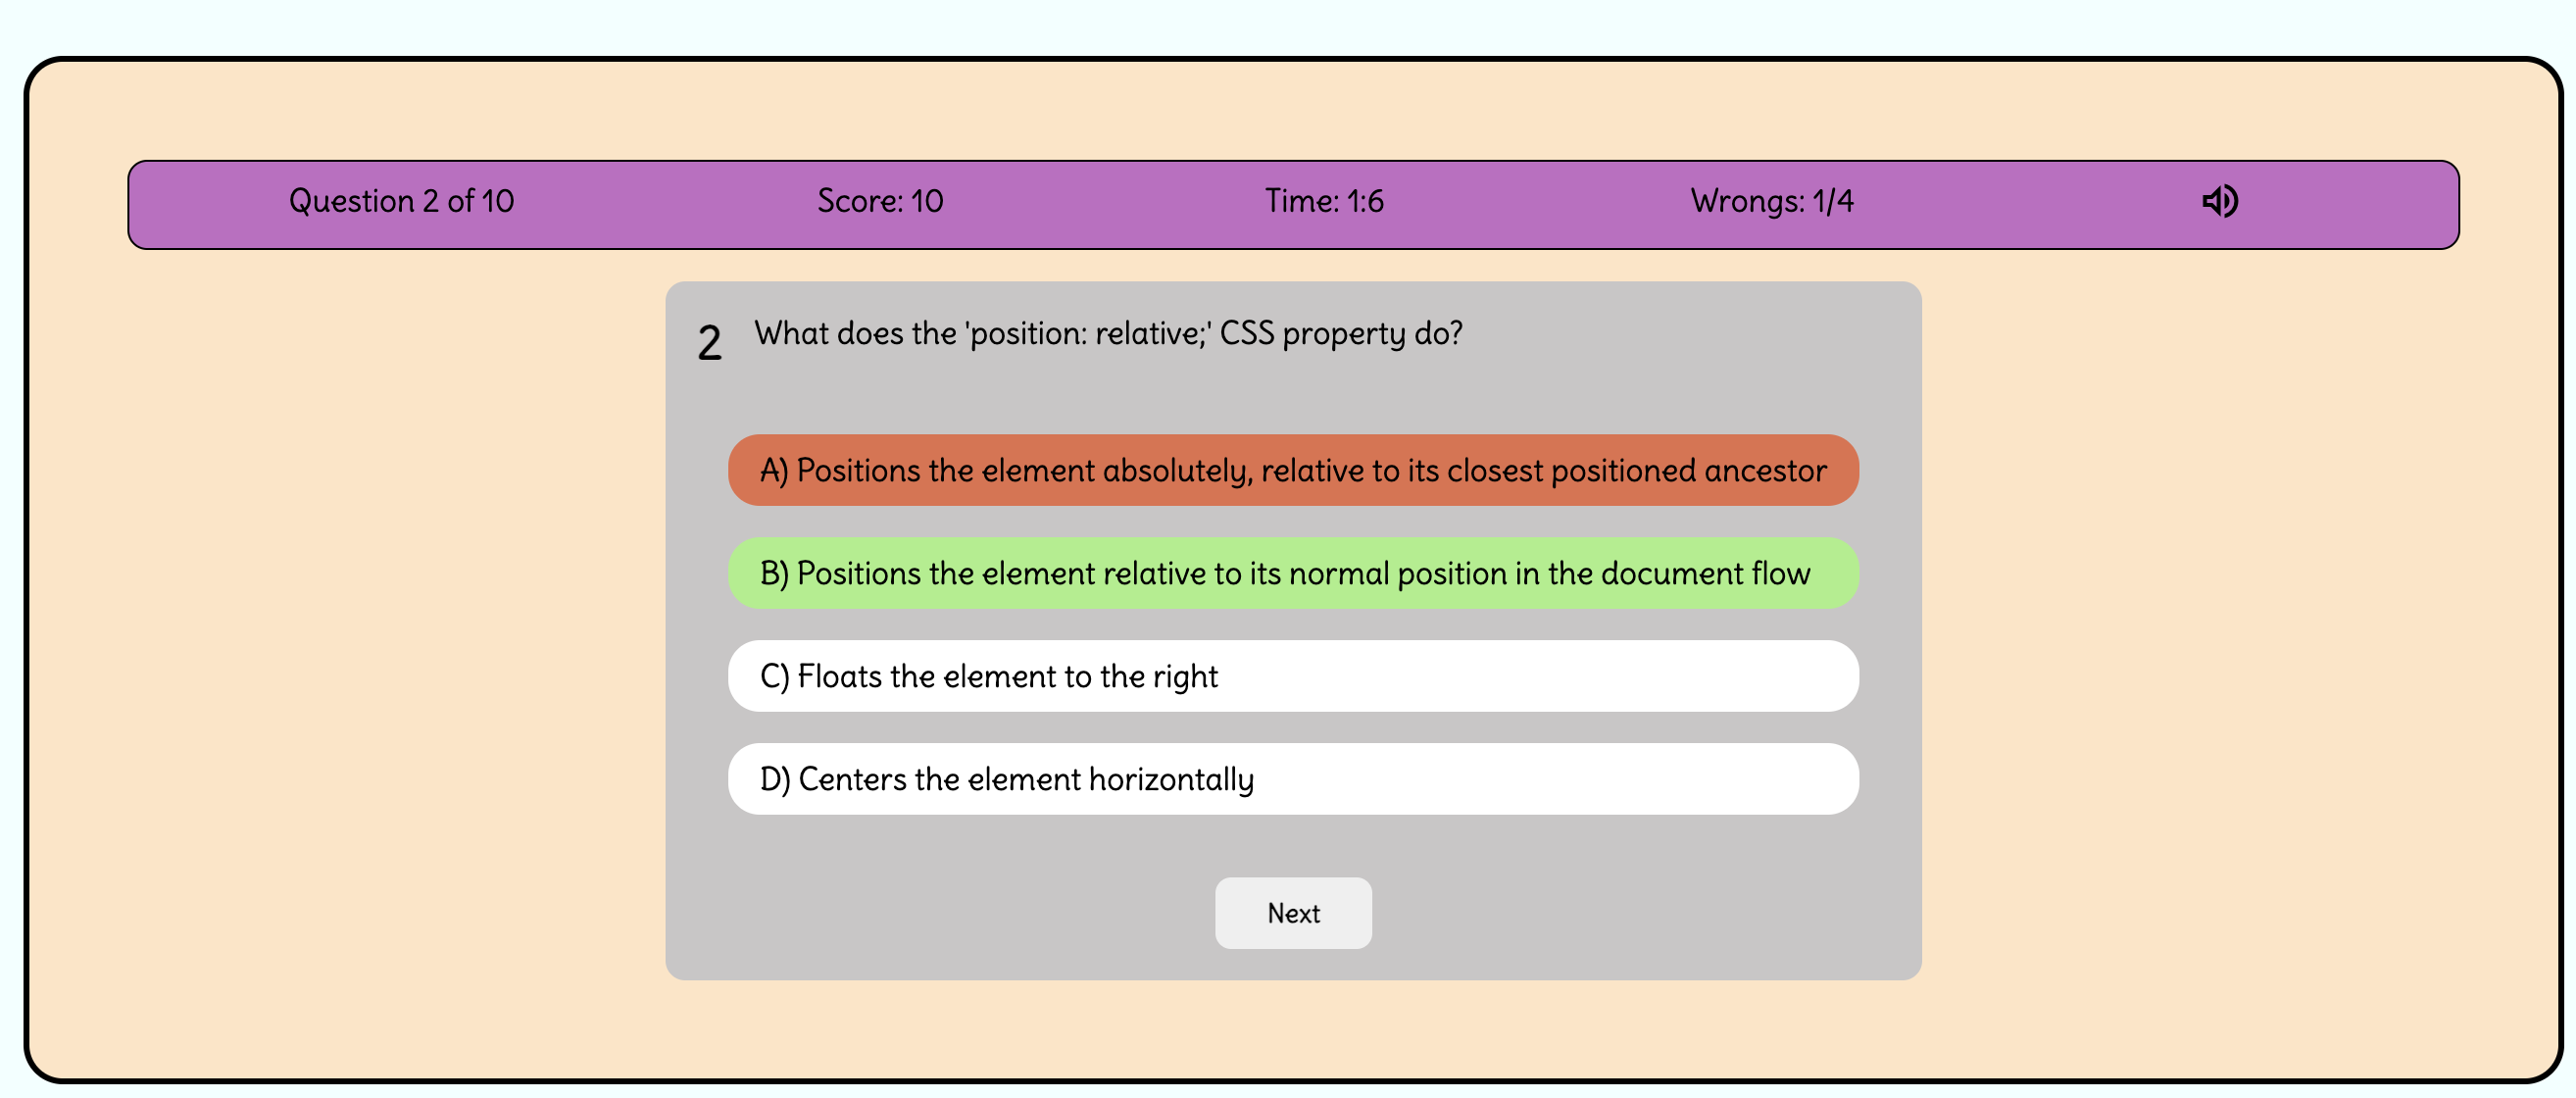 Question 2 of 10
Score: 10
Time: 1:6
Wrongs: 1/4
2
What does the 'position: relative;' CSS property do?
A) Positions the element absolutely, relative to its closest positioned ancestor
B) Positions the element relative to its normal position in the document flow
C) Floats the element to the right
D) Centers the element horizontally
Next